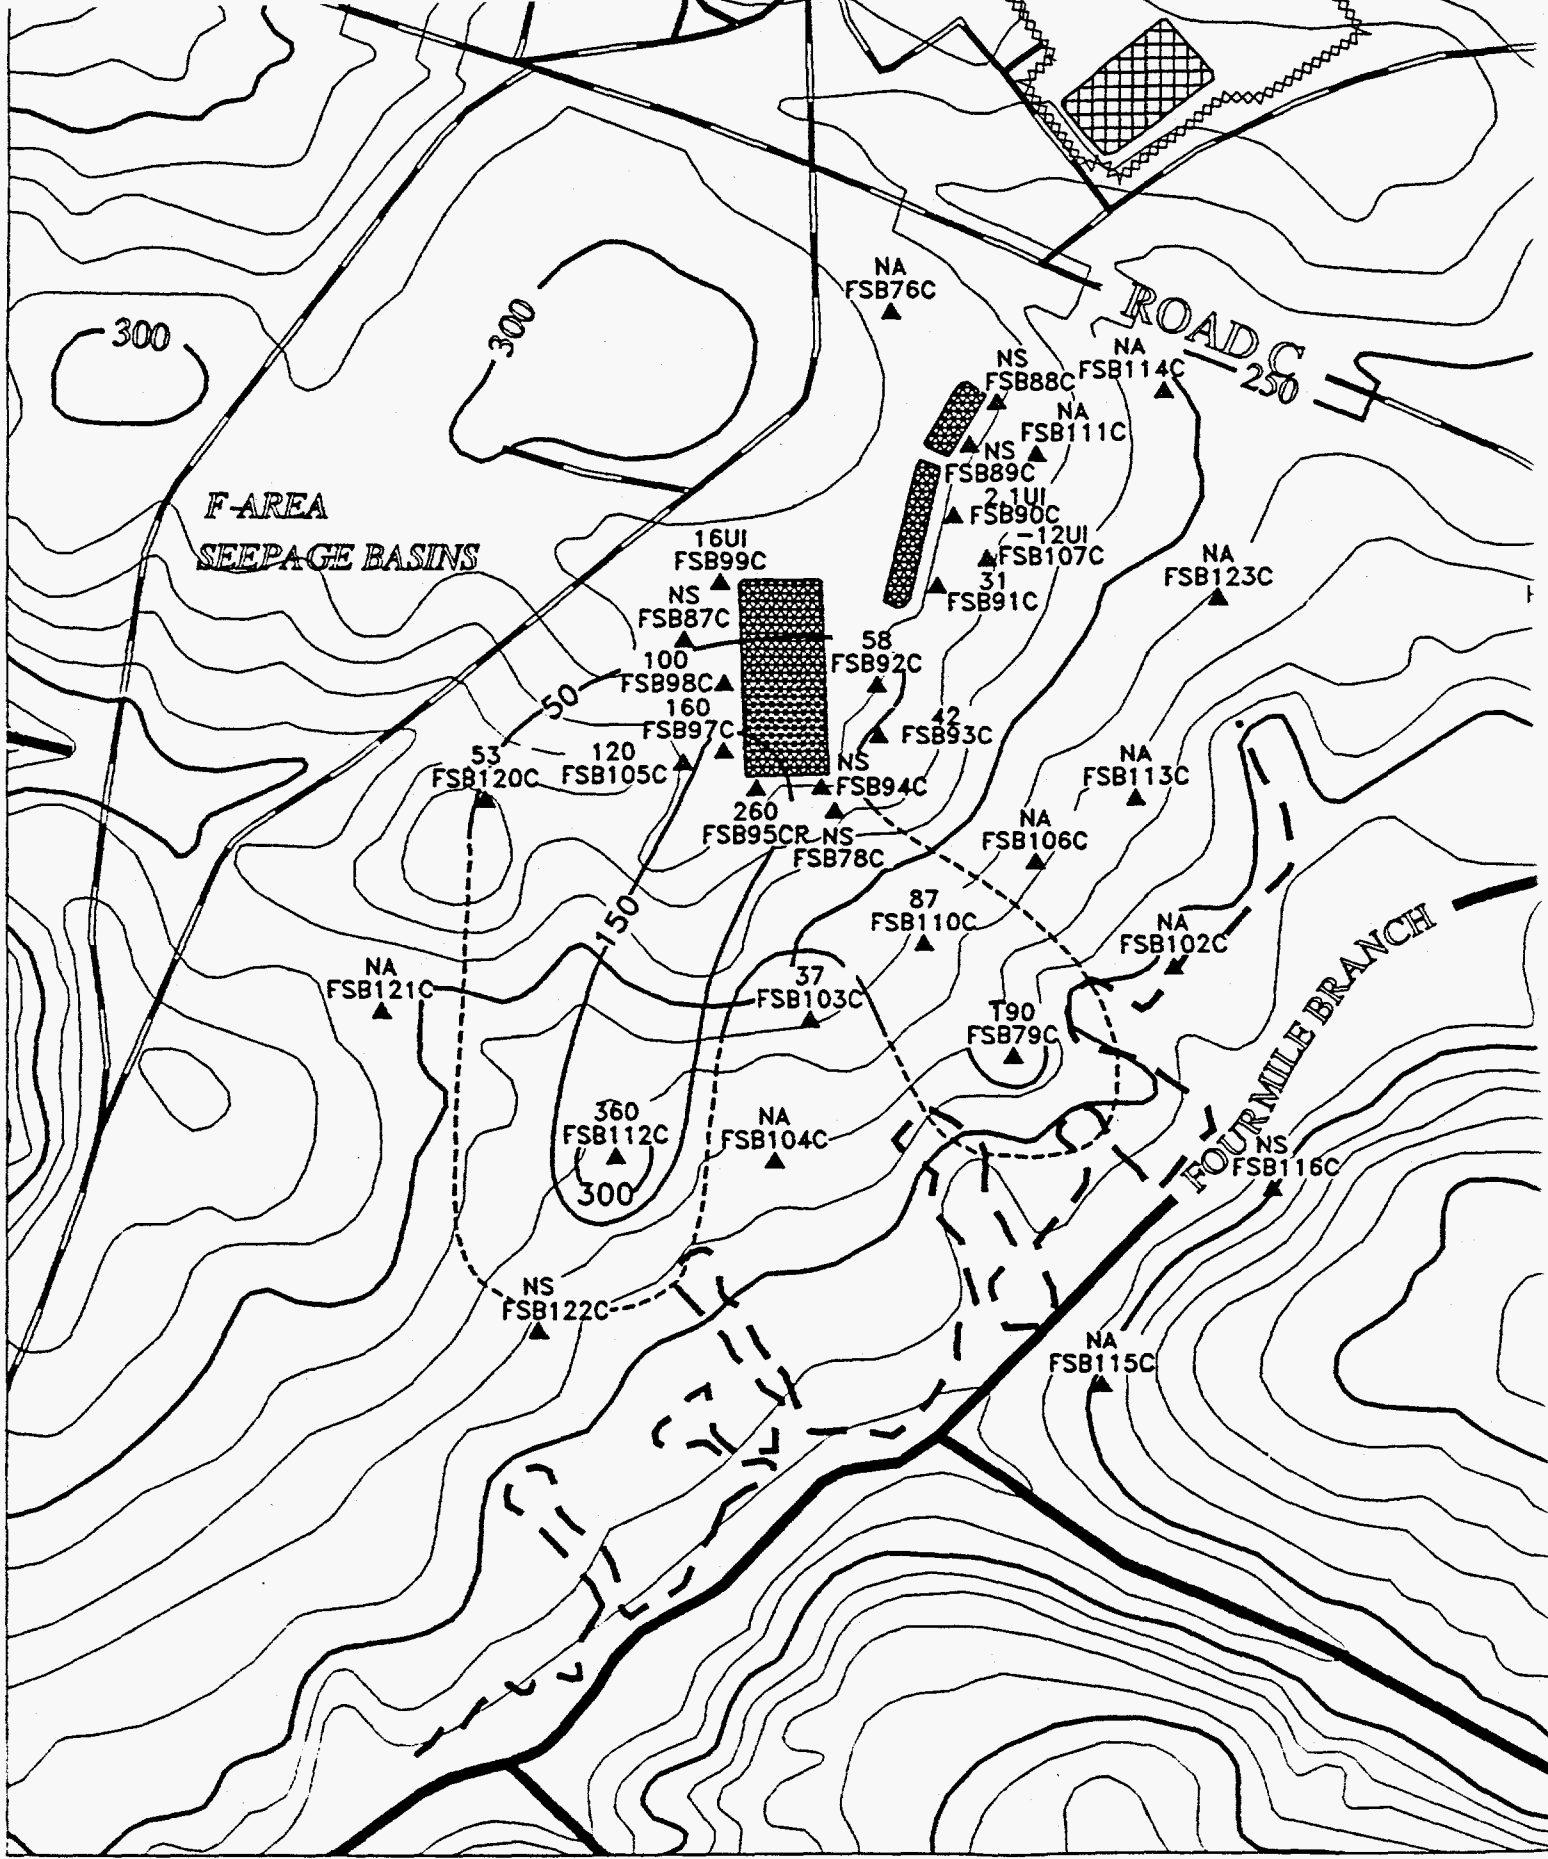 NA
FSB76C
300
300
ROAD C
250
NS
FSB88C
NA
FSB114C
NA
FSB111C
NS
FSB89C
F-AREA
SEEPAGE BASINS
2.1UI
FSB90C
-12UI
FSB107C
16UI
FSB99C
NA
FSB123C
31
FSB91C
NS
FSB87C
58
FSB92C
100
FSB98C
50
160
FSB97C
42
FSB93C
53
FSB120C
120
FSB105C
NS
FSB94C
NA
FSB113C
260
FSB95CR
NS
FSB78C
NA
FSB106C
150
87
FSB110C
NA
FSB102C
FOURMILE BRANCH
NA
FSB121C
37
FSB103C
T90
FSB79C
360
FSB112C
300
NA
FSB104C
NS
FSB116C
NS
FSB122C
NA
FSB115C